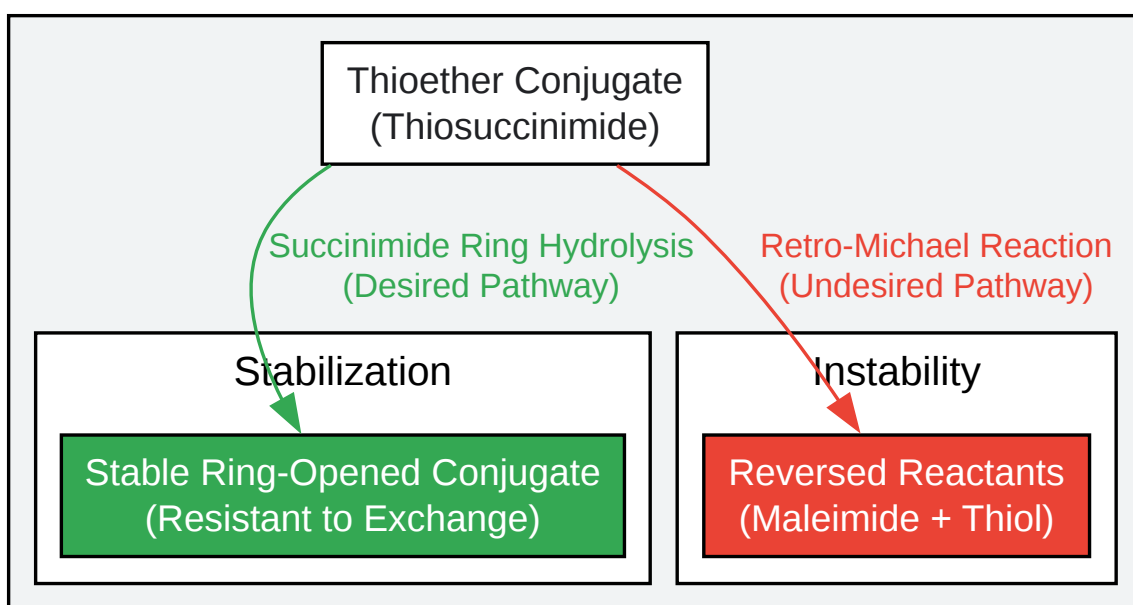 Thioether Conjugate
(Thiosuccinimide)
Succinimide Ring Hydrolysis
(Desired Pathway)
Retro-Michael Reaction
(Undesired Pathway)
Stabilization
Stable Ring-Opened Conjugate
(Resistant to Exchange)
Instability
Reversed Reactants
(Maleimide + Thiol)